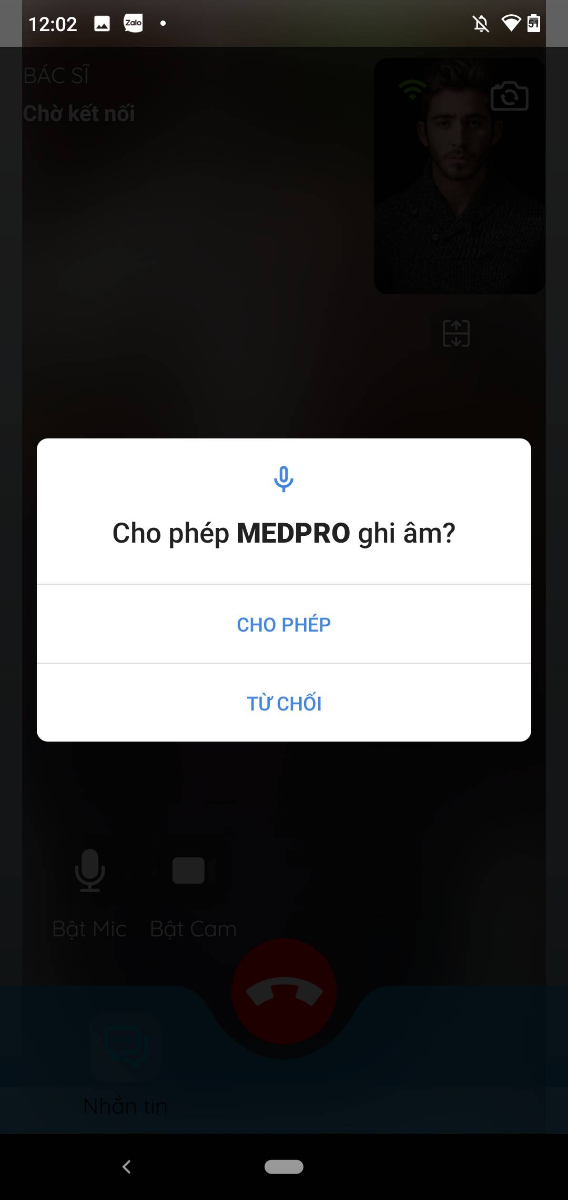 12:02
Zalo
BÁC SĨ
Chờ kết nối
Cho phép MEDPRO ghi âm?
CHO PHÉP
TỪ CHỐI
Bật Mic Bật Cam
Nhắn tin